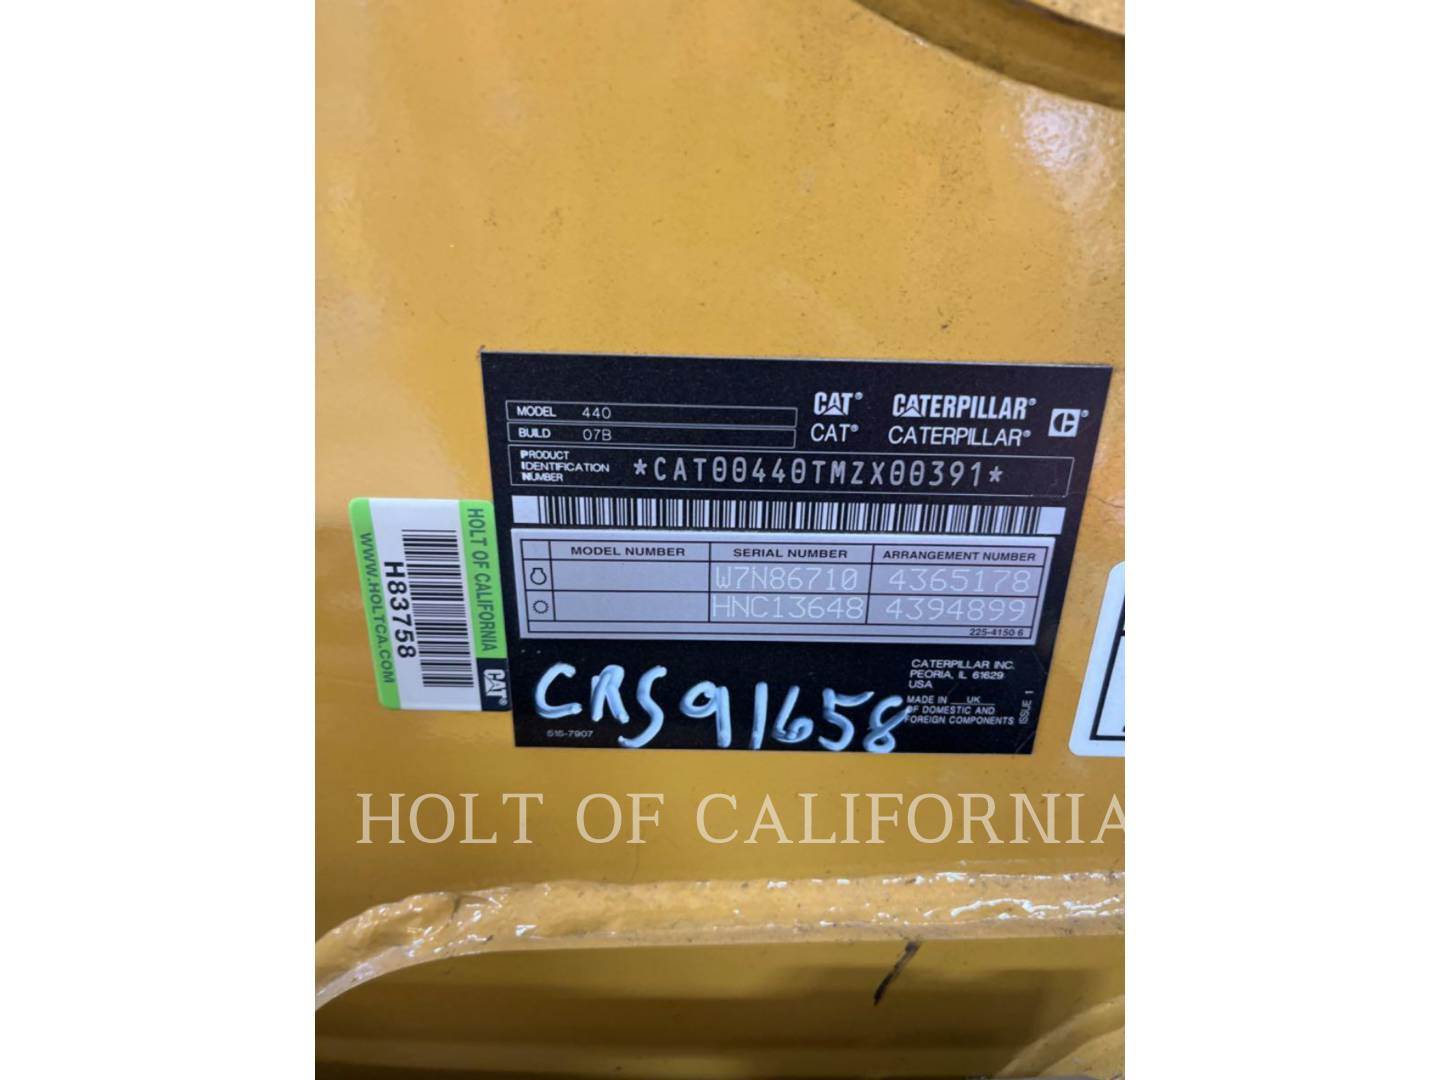 MODEL 440
BUILD 07B
CAT® CATERPILLAR®
CAT® CATERPILLAR®
PRODUCT
IDENTIFICATION
NUMBER
*CAT00440TMZX00391*
MODEL NUMBER SERIAL NUMBER ARRANGEMENT NUMBER
W7N86710 4365178
HNC13648 4394899
225-4150 6
CATERPILLAR INC.
PEORIA, IL 61629
USA
MADE IN UK
OF DOMESTIC AND
FOREIGN COMPONENTS
ISSUE 1
CRS91658
515-7907
HOLT OF CALIFORNIA
CAT®
H83758
WWW.HOLTCA.COM
HOLT OF CALIFORNIA